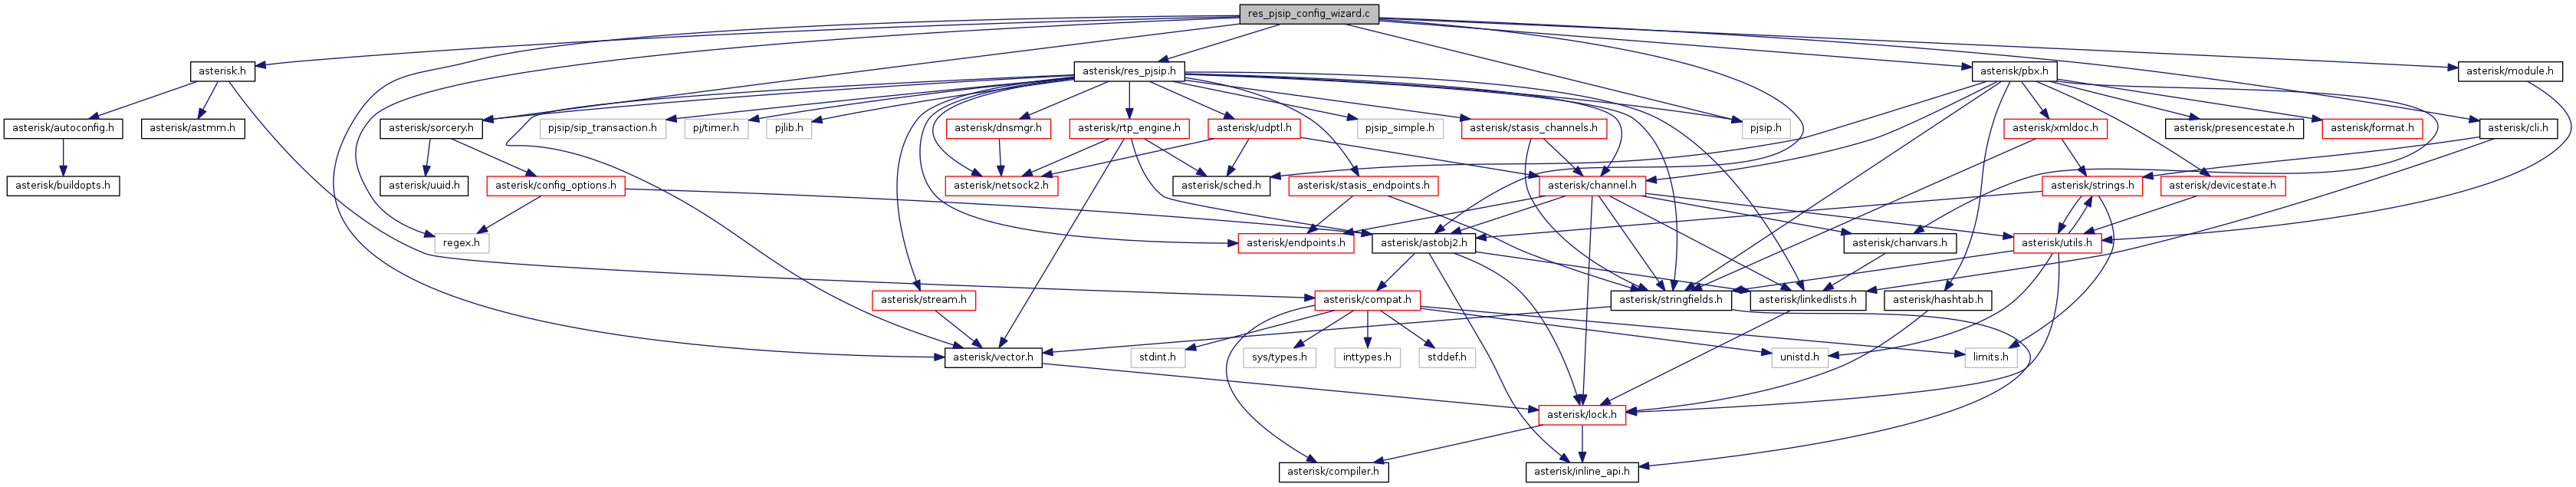 res_pjsip_config_wizard.c
asterisk.h
asterisk/res_pjsip.h
asterisk/pbx.h
asterisk/module.h
asterisk/autoconfig.h
asterisk/astmm.h
asterisk/sorcery.h
pjsip/sip_transaction.h
pj/timer.h
pjlib.h
asterisk/dnsmgr.h
asterisk/rtp_engine.h
asterisk/udptl.h
pjsip_simple.h
asterisk/stasis_channels.h
pjsip.h
asterisk/xmldoc.h
asterisk/presencestate.h
asterisk/format.h
asterisk/cli.h
asterisk/buildopts.h
asterisk/uuid.h
asterisk/config_options.h
asterisk/netsock2.h
asterisk/sched.h
asterisk/stasis_endpoints.h
asterisk/channel.h
asterisk/strings.h
asterisk/devicestate.h
regex.h
asterisk/endpoints.h
asterisk/astobj2.h
asterisk/chanvars.h
asterisk/utils.h
asterisk/stream.h
asterisk/compat.h
asterisk/stringfields.h
asterisk/linkedlists.h
asterisk/hashtab.h
asterisk/vector.h
stdint.h
sys/types.h
inttypes.h
stddef.h
unistd.h
limits.h
asterisk/lock.h
asterisk/compiler.h
asterisk/inline_api.h